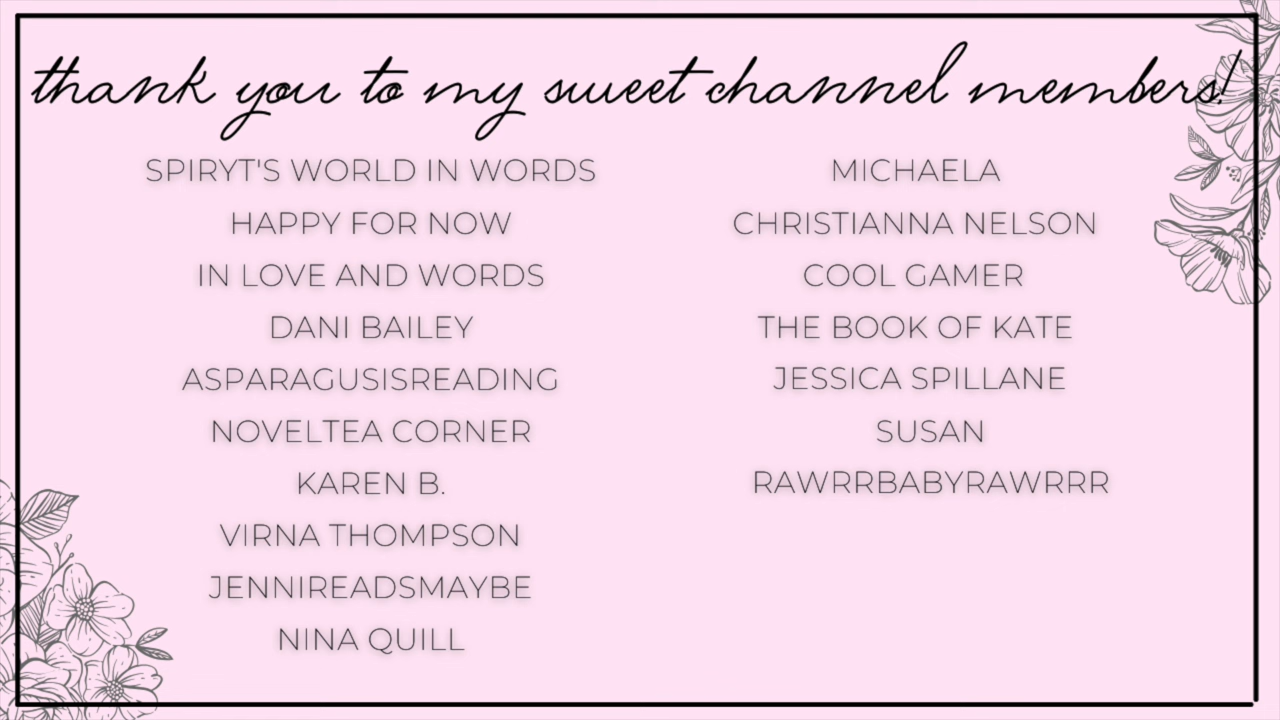 thank you to my sweet channel members!
SPIRYT'S WORLD IN WORDS
HAPPY FOR NOW
IN LOVE AND WORDS
DANI BAILEY
ASPARAGUSISREADING
NOVELTEA CORNER
KAREN B.
VIRNA THOMPSON
JENNIREADSMAYBE
NINA QUILL
MICHAELA
CHRISTIANNA NELSON
COOL GAMER
THE BOOK OF KATE
JESSICA SPILLANE
SUSAN
RAWRRBABYRAWRRR